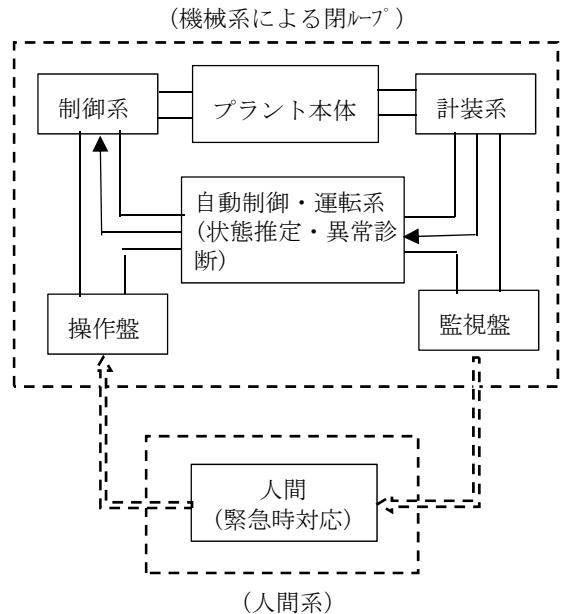 (機械系による閉ﾙｰﾌﾟ)
制御系
プラント本体
計装系
自動制御・運転系
(状態推定・異常診
断)
操作盤
監視盤
人間
(緊急時対応)
(人間系)